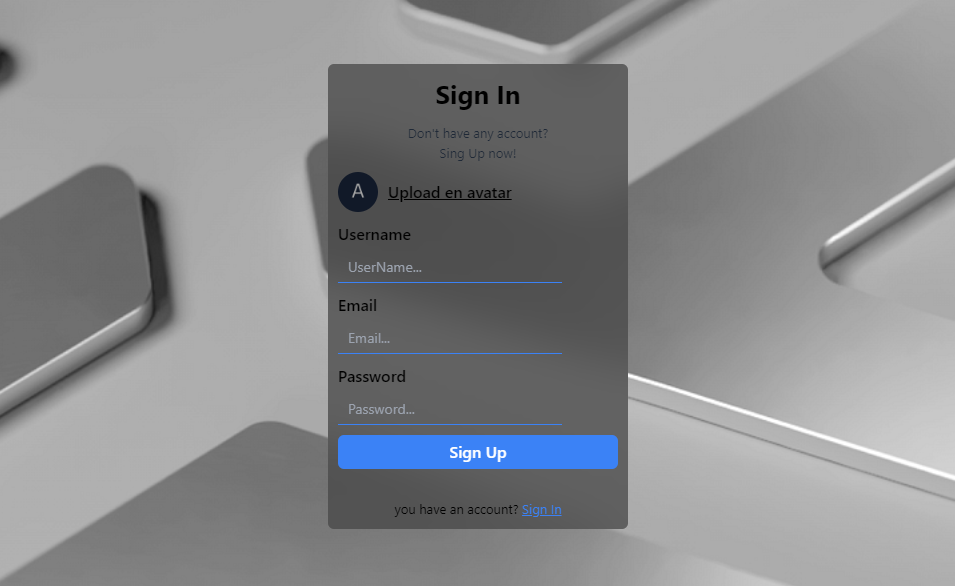 Sign In
Don't have any account?
Sing Up now!
A
Upload en avatar
Username
UserName...
Email
Email...
Password
Password...
Sign Up
you have an account? Sign In